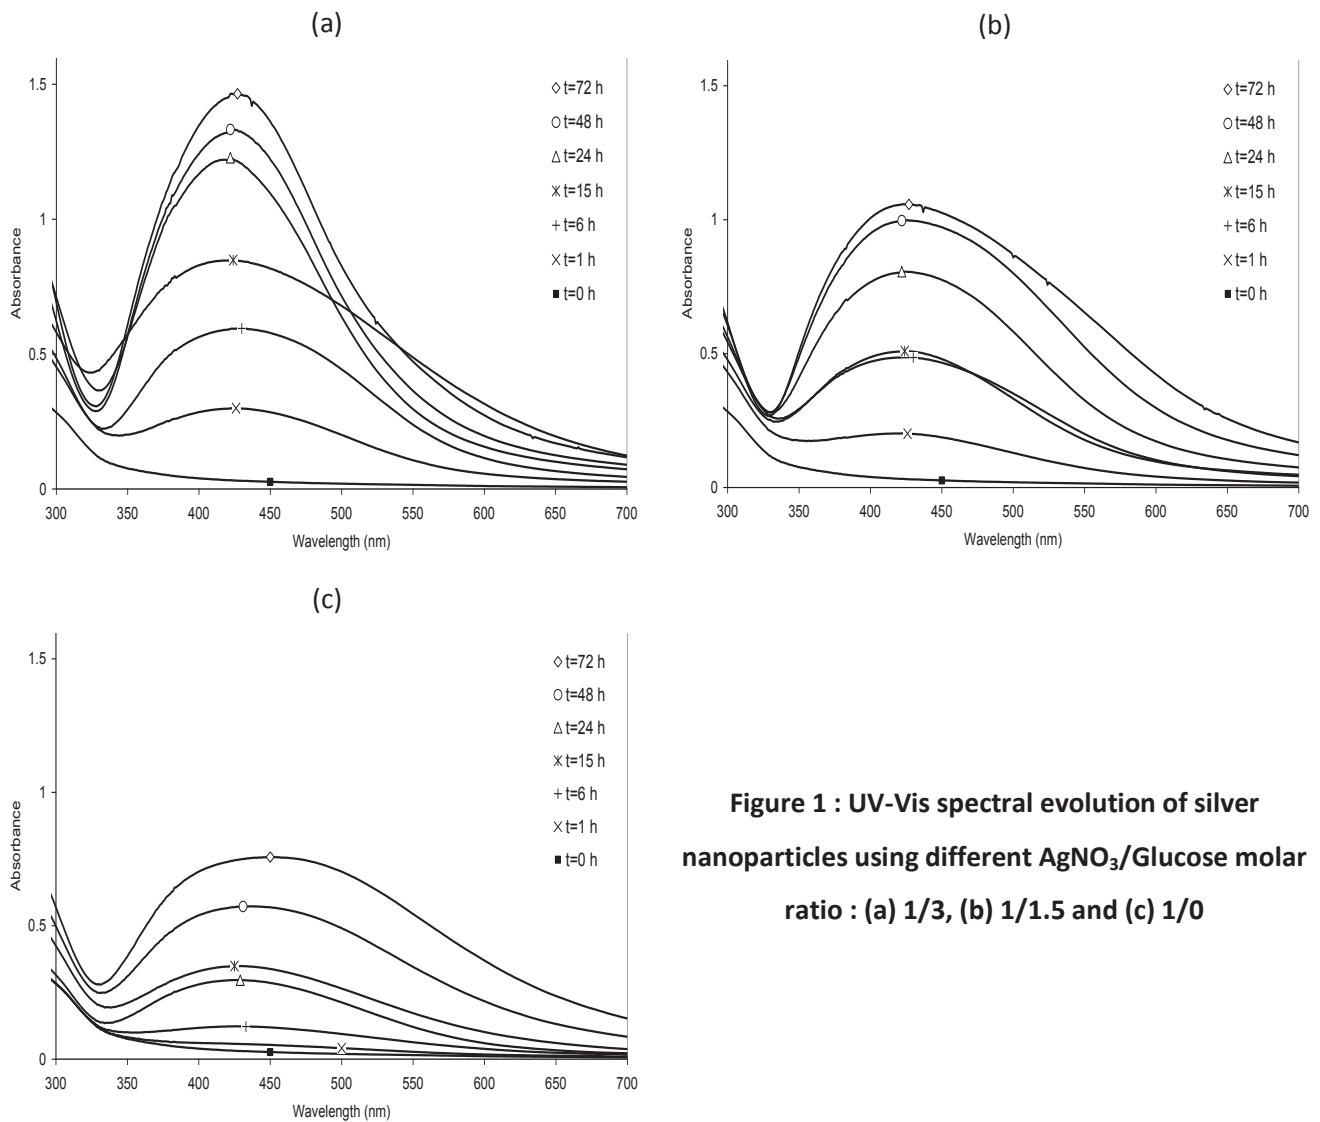 (a)
1.5
1
0.5
0
Absorbance
300 350 400 450 500 550 600 650 700
Wavelength (nm)
t=72 h
t=48 h
t=24 h
t=15 h
t=6 h
t=1 h
t=0 h
(b)
1.5
1
0.5
0
Absorbance
300 350 400 450 500 550 600 650 700
Wavelength (nm)
t=72 h
t=48 h
t=24 h
t=15 h
t=6 h
t=1 h
t=0 h
(c)
1.5
1
0.5
0
Absorbance
300 350 400 450 500 550 600 650 700
Wavelength (nm)
t=72 h
t=48 h
t=24 h
t=15 h
t=6 h
t=1 h
t=0 h
Figure 1 : UV-Vis spectral evolution of silver
nanoparticles using different AgNO₃/Glucose molar
ratio : (a) 1/3, (b) 1/1.5 and (c) 1/0